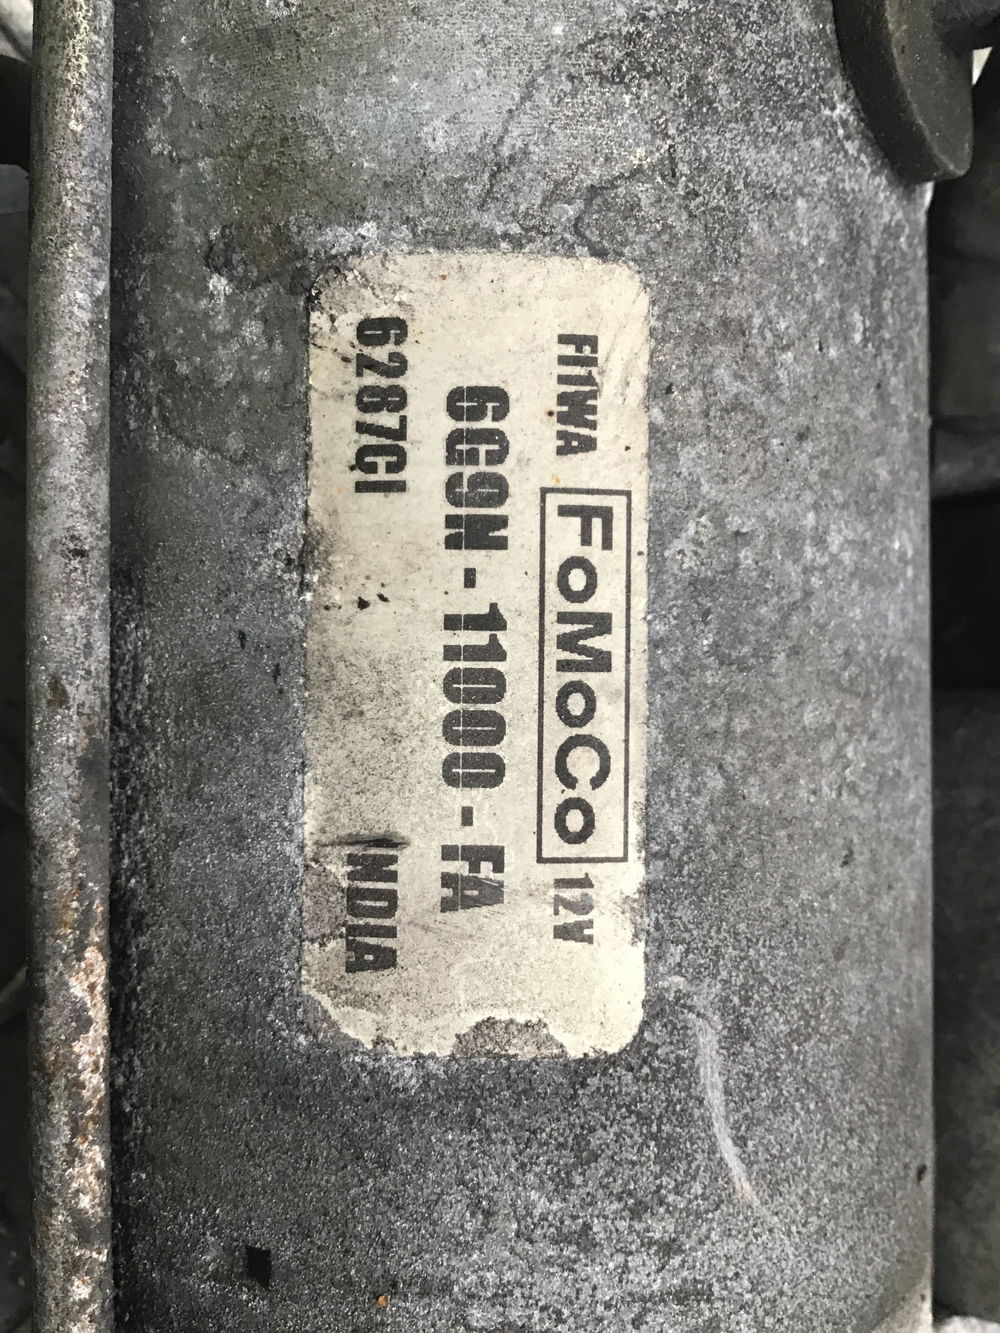 FI1WA FoMoCo 12V
6G9N-11000-FA
6287CI INDIA